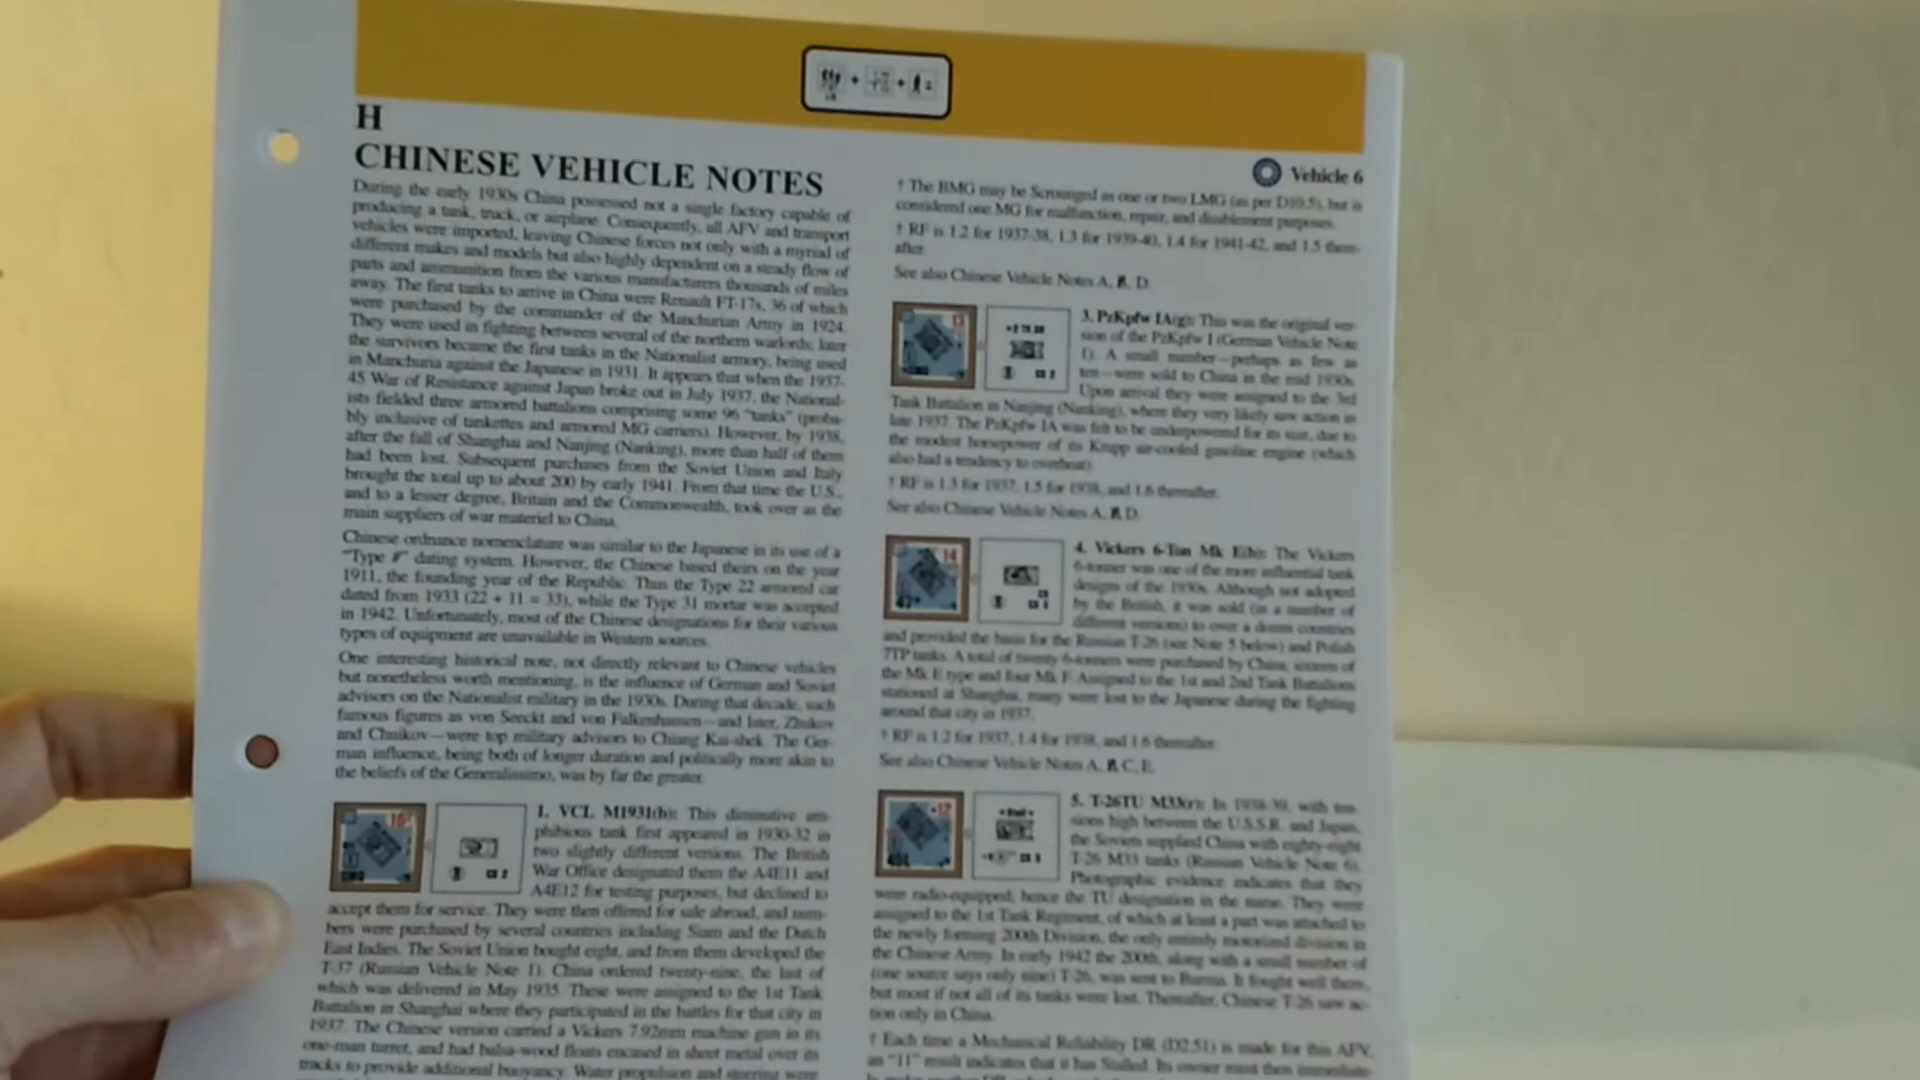 H
CHINESE VEHICLE NOTES
During the early 1930s China possessed not a single factory capable of
producing a tank, truck, or airplane. Consequently, all AFV and transport
vehicles were imported, leaving Chinese forces not only with a myriad of
different makes and models but also highly dependent on a steady flow of
parts and ammunition from the various manufacturers thousands of miles
away. The first tanks to arrive in China were Renault FT-17s, 36 of which
were purchased by the commander of the Manchurian Army in 1924.
They were used in fighting between several of the northern warlords; later
the survivors became the first tanks in the Nationalist armory, being used
in Manchuria against the Japanese in 1931. It appears that when the 1937-
45 War of Resistance against Japan broke out in July 1937, the National-
ists fielded three armored battalions comprising some 96 "tanks" (proba-
bly inclusive of tankettes and armored MG carriers). However, by 1938,
after the fall of Shanghai and Nanjing (Nanking), more than half of them
had been lost. Subsequent purchases from the Soviet Union and Italy
brought the total up to about 200 by early 1941. From that time the U.S.,
and to a lesser degree, Britain and the Commonwealth, took over as the
main suppliers of war materiel to China.
Chinese ordnance nomenclature was similar to the Japanese in its use of a
"Type #" dating system. However, the Chinese based theirs on the year
1911, the founding year of the Republic. Thus the Type 22 armored car
dated from 1933 (22 + 11 = 33), while the Type 31 mortar was accepted
in 1942. Unfortunately, most of the Chinese designations for their various
types of equipment are unavailable in Western sources.
One interesting historical note, not directly relevant to Chinese vehicles
but nonetheless worth mentioning, is the influence of German and Soviet
advisors on the Nationalist military in the 1930s. During that decade, such
famous figures as von Seeckt and von Falkenhausen—and later, Zhukov
and Chuikov—were top military advisors to Chiang Kai-shek. The Ger-
man influence, being both of longer duration and politically more akin to
the beliefs of the Generalissimo, was by far the greater.
1. VCL M1931(b): This diminutive am-
phibious tank first appeared in 1930-32 in
two slightly different versions. The British
War Office designated them the A4E11 and
A4E12 for testing purposes, but declined to
accept them for service. They were then offered for sale abroad, and num-
bers were purchased by several countries including Siam and the Dutch
East Indies. The Soviet Union bought eight, and from them developed the
T-37 (Russian Vehicle Note 1). China ordered twenty-nine, the last of
which was delivered in May 1935. These were assigned to the 1st Tank
Battalion in Shanghai where they participated in the battles for that city in
1937. The Chinese version carried a Vickers 7.92mm machine gun in its
one-man turret, and had balsa-wood floats encased in sheet metal over its
tracks to provide additional buoyancy. Water propulsion and steering were
Vehicle 6
† The BMG may be Scrounged as one or two LMG (as per D10.5), but is
considered one MG for malfunction, repair, and disablement purposes.
† RF is 1.2 for 1937-38, 1.3 for 1939-40, 1.4 for 1941-42, and 1.5 there-
after.
See also Chinese Vehicle Notes A, B, D.
13
3. PzKpfw IA(g): This was the original ver-
sion of the PzKpfw I (German Vehicle Note
1). A small number—perhaps as few as
ten—were sold to China in the mid 1930s.
Upon arrival they were assigned to the 3rd
Tank Battalion in Nanjing (Nanking), where they very likely saw action in
late 1937. The PzKpfw IA was felt to be underpowered for its size, due to
the modest horsepower of its Krupp air-cooled gasoline engine (which
also had a tendency to overheat).
† RF is 1.3 for 1937, 1.5 for 1938, and 1.6 thereafter.
See also Chinese Vehicle Notes A, B, D.
14
4. Vickers 6-Ton Mk E(b): The Vickers
6-tonner was one of the more influential tank
designs of the 1930s. Although not adopted
by the British, it was sold (in a number of
different versions) to over a dozen countries
and provided the basis for the Russian T-26 (see Note 5 below) and Polish
7TP tanks. A total of twenty 6-tonners were purchased by China; sixteen of
the Mk E type and four Mk F. Assigned to the 1st and 2nd Tank Battalions
stationed at Shanghai, many were lost to the Japanese during the fighting
around that city in 1937.
† RF is 1.2 for 1937, 1.4 for 1938, and 1.6 thereafter.
See also Chinese Vehicle Notes A, B, C, E.
5. T-26TU M33(r): In 1938-39, with ten-
sions high between the U.S.S.R. and Japan,
the Soviets supplied China with eighty-eight
T-26 M33 tanks (Russian Vehicle Note 6).
Photographic evidence indicates that they
were radio-equipped; hence the TU designation in the name. They were
assigned to the 1st Tank Regiment, of which at least a part was attached to
the newly forming 200th Division, the only entirely motorized division in
the Chinese Army. In early 1942 the 200th, along with a small number of
(one source says only nine) T-26, was sent to Burma. It fought well there,
but most if not all of its tanks were lost. Thereafter, Chinese T-26 saw ac-
tion only in China.
† Each time a Mechanical Reliability DR (D2.51) is made for this AFV,
an "11" result indicates that it has Stalled. Its owner must then immediate-